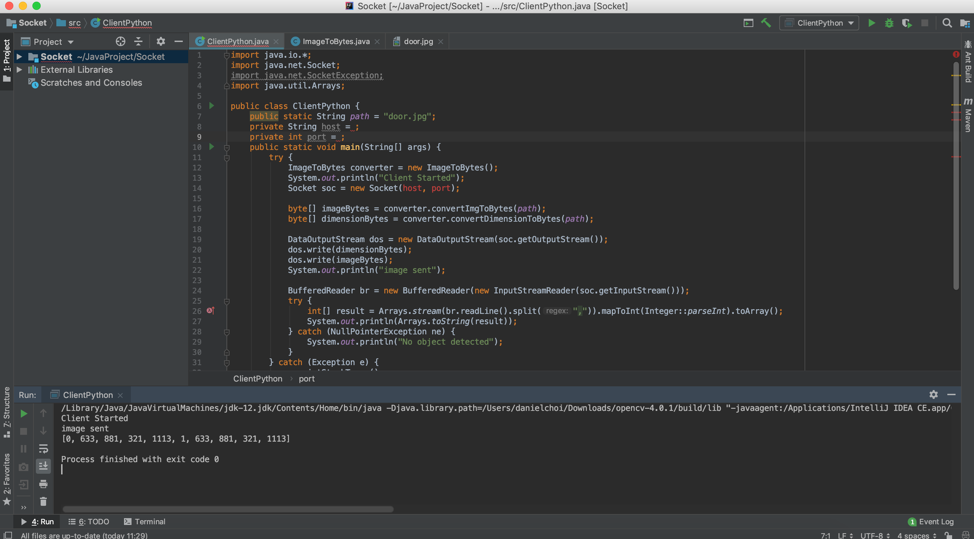 Socket [~/JavaProject/Socket] - .../src/ClientPython.java [Socket]
Socket src ClientPython
ClientPython
Project
ClientPython.java ImageToBytes.java door.jpg
1: Project
Socket ~/JavaProject/Socket
External Libraries
Scratches and Consoles
1 import java.io.*;
2 import java.net.Socket;
3 import java.net.SocketException;
4 import java.util.Arrays;
5
6 public class ClientPython {
7 public static String path = "door.jpg";
8 private String host = ;
9 private int port = ;
10 public static void main(String[] args) {
11 try {
12 ImageToBytes converter = new ImageToBytes();
13 System.out.println("Client Started");
14 Socket soc = new Socket(host, port);
15
16 byte[] imageBytes = converter.convertImgToBytes(path);
17 byte[] dimensionBytes = converter.convertDimensionToBytes(path);
18
19 DataOutputStream dos = new DataOutputStream(soc.getOutputStream());
20 dos.write(dimensionBytes);
21 dos.write(imageBytes);
22 System.out.println("image sent");
23
24 BufferedReader br = new BufferedReader(new InputStreamReader(soc.getInputStream()));
25 try {
26 int[] result = Arrays.stream(br.readLine().split( regex: ",")).mapToInt(Integer::parseInt).toArray();
27 System.out.println(Arrays.toString(result));
28 } catch (NullPointerException ne) {
29 System.out.println("No object detected");
30 }
31 } catch (Exception e) {
ClientPython › port
Ant Build
m Maven
Z: Structure
2: Favorites
Run: ClientPython
/Library/Java/JavaVirtualMachines/jdk-12.jdk/Contents/Home/bin/java -Djava.library.path=/Users/danielchoi/Downloads/opencv-4.0.1/build/lib "-javaagent:/Applications/IntelliJ IDEA CE.app/
Client Started
image sent
[0, 633, 881, 321, 1113, 1, 633, 881, 321, 1113]
Process finished with exit code 0
4: Run 6: TODO Terminal 1 Event Log
All files are up-to-date (today 11:29) 7:1 LF UTF-8 4 spaces